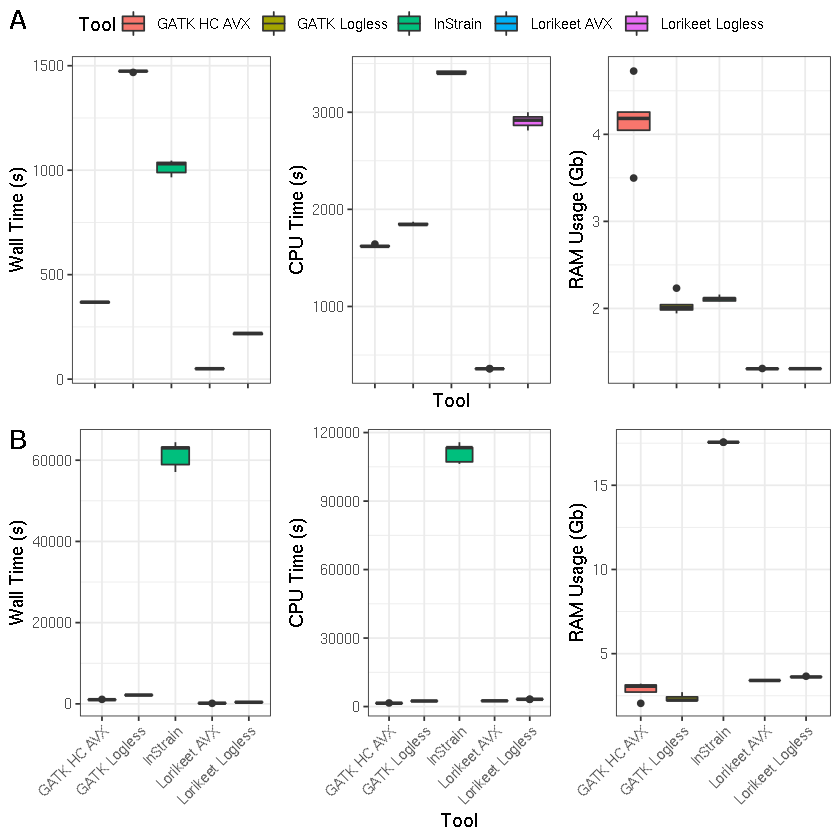 A
Tool GATK HC AVX GATK Logless InStrain Lorikeet AVX Lorikeet Logless
Wall Time (s)
1500
1000
500
0
CPU Time (s)
3000
2000
1000
RAM Usage (Gb)
4
3
2
Tool
B
Wall Time (s)
60000
40000
20000
0
CPU Time (s)
120000
90000
60000
30000
0
RAM Usage (Gb)
15
10
5
GATK HC AVX
GATK Logless
InStrain
Lorikeet AVX
Lorikeet Logless
GATK HC AVX
GATK Logless
InStrain
Lorikeet AVX
Lorikeet Logless
GATK HC AVX
GATK Logless
InStrain
Lorikeet AVX
Lorikeet Logless
Tool